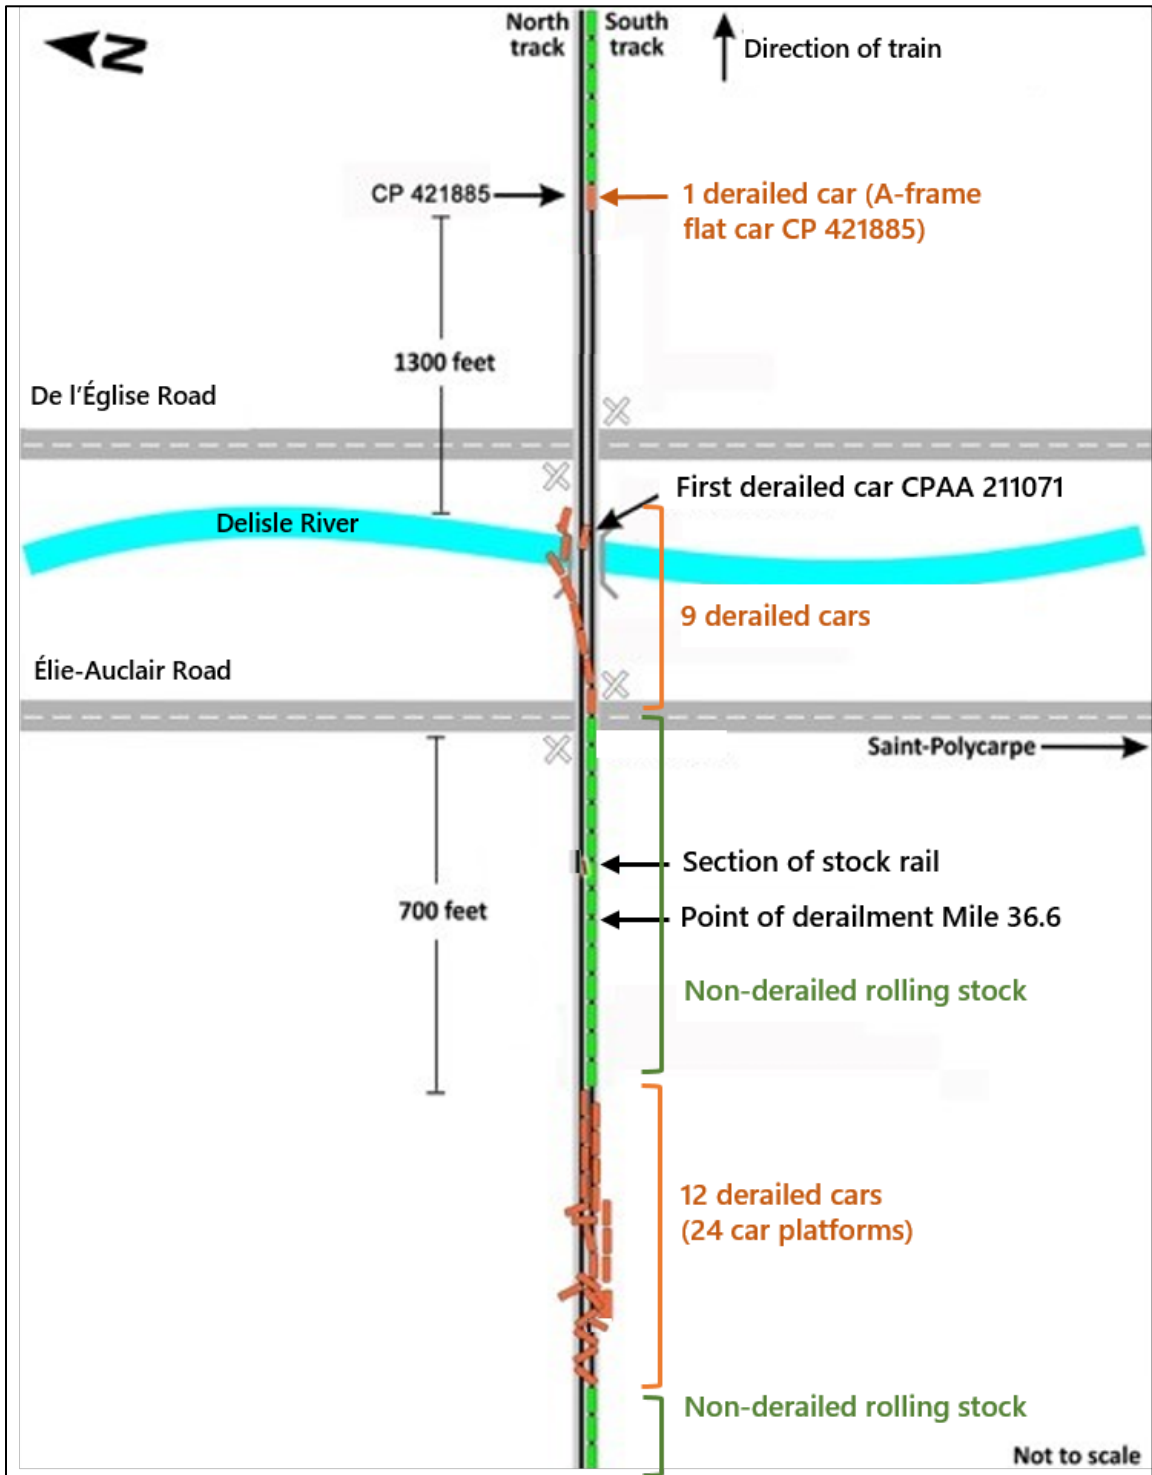 North track
South track
N
Direction of train
CP 421885
1 derailed car (A-frame
flat car CP 421885)
1300 feet
De l'Église Road
First derailed car CPAA 211071
Delisle River
9 derailed cars
Élie-Auclair Road
Saint-Polycarpe
Section of stock rail
700 feet
Point of derailment Mile 36.6
Non-derailed rolling stock
12 derailed cars
(24 car platforms)
Non-derailed rolling stock
Not to scale